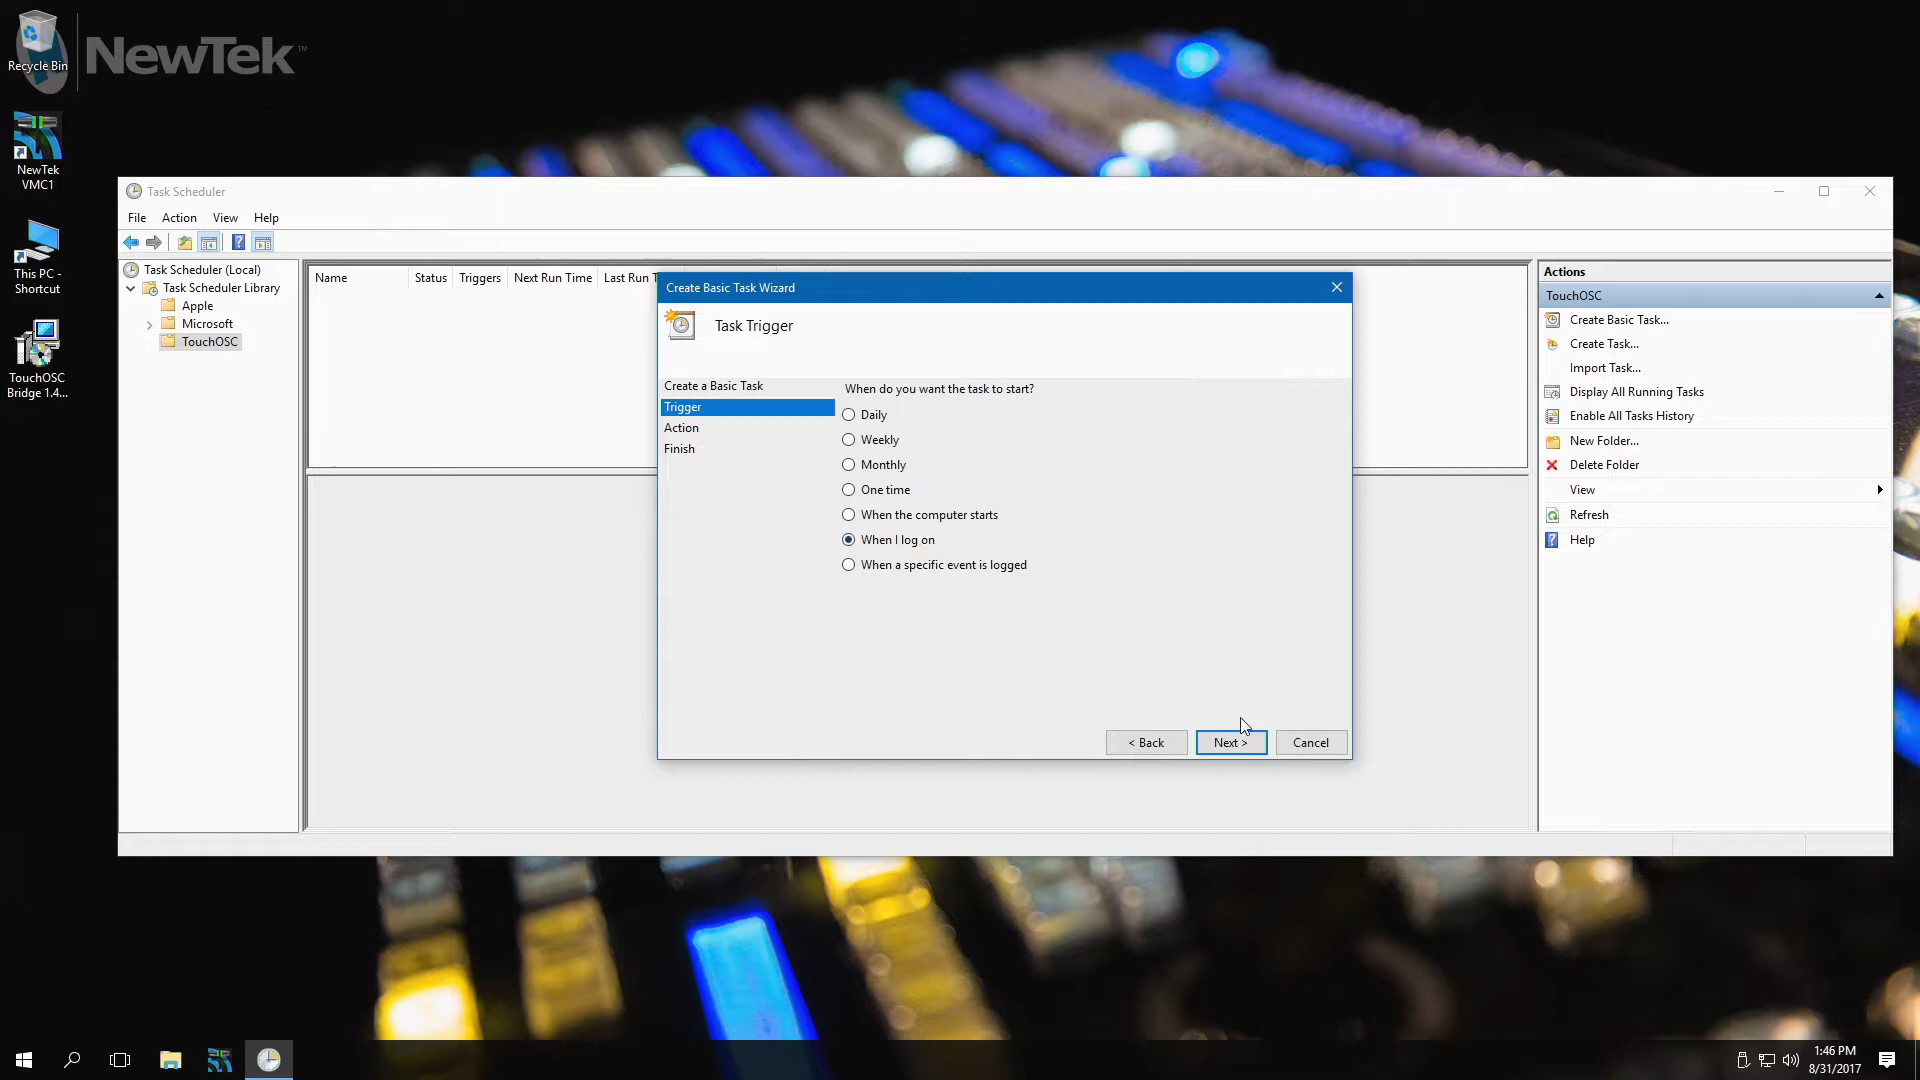 NewTek™
Recycle Bin
NewTek
VMC1
This PC -
Shortcut
TouchOSC
Bridge 1.4...
Task Scheduler
File Action View Help
Task Scheduler (Local)
Task Scheduler Library
Apple
Microsoft
TouchOSC
Name Status Triggers Next Run Time Last Run T
Create Basic Task Wizard
Task Trigger
Create a Basic Task
Trigger
Action
Finish
When do you want the task to start?
Daily
Weekly
Monthly
One time
When the computer starts
When I log on
When a specific event is logged
< Back Next > Cancel
Actions
TouchOSC
Create Basic Task...
Create Task...
Import Task...
Display All Running Tasks
Enable All Tasks History
New Folder...
Delete Folder
View
Refresh
Help
1:46 PM
8/31/2017